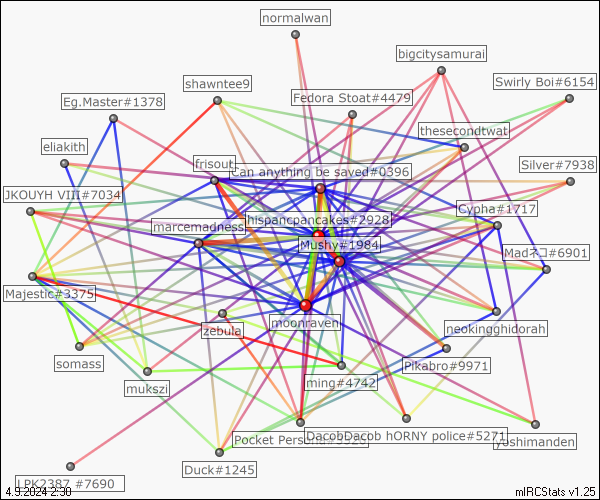 normalwan
bigcitysamurai
shawntee9
Swirly Boi#6154
Fedora Stoat#4479
Eg.Master#1378
thesecondtwat
eliakith
frisout
Can anything be saved#0396
Silver#7938
JKOUYH VIII#7034
hispancpancakes#2928
Cypha#1717
marcemadness
Mushy#1984
Mad#6901
Majestic#3375
moonraven
neokingghidorah
zebula
somass
Pikabro#9971
mukszi
ming#4742
Pocket Persona
DacobDacob hORNY police#5271
yoshimanden
Duck#1245
LPK2387 #7690
4.9.2024 2:30
mIRCStats v1.25